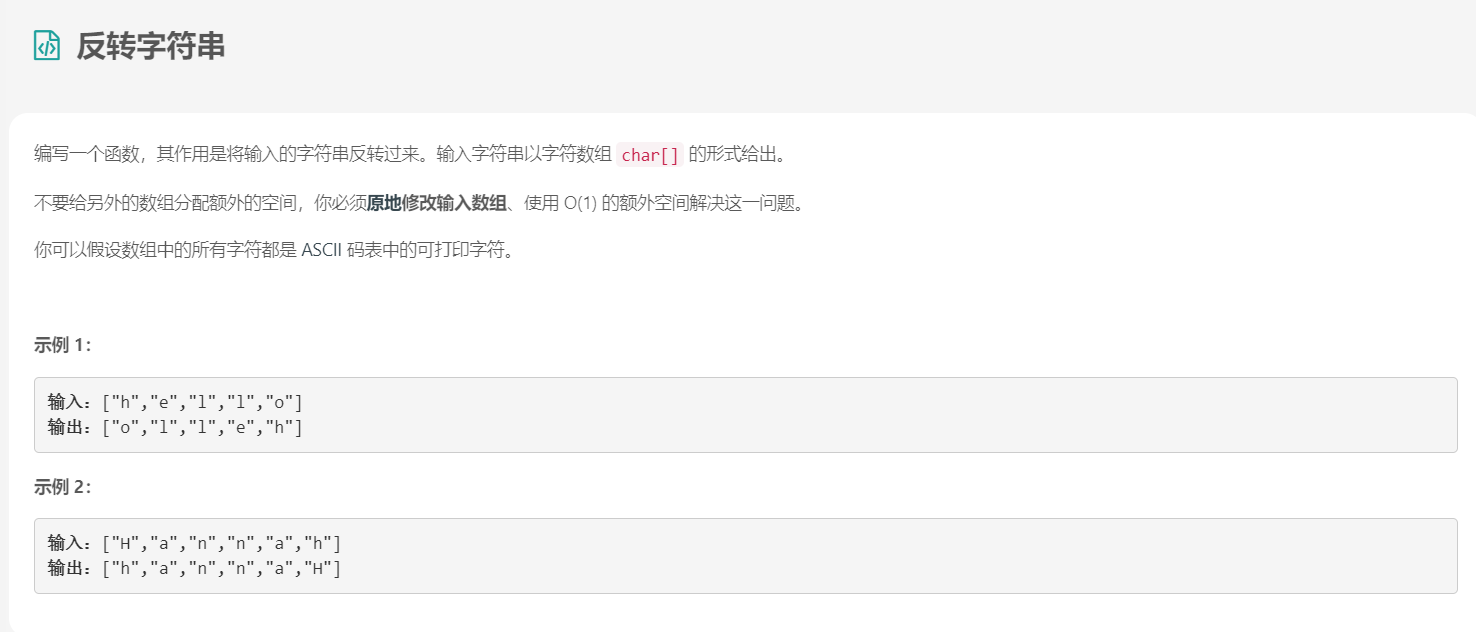 反转字符串
编写一个函数，其作用是将输入的字符串反转过来。输入字符串以字符数组 char[] 的形式给出。
不要给另外的数组分配额外的空间，你必须原地修改输入数组、使用 O(1) 的额外空间解决这一问题。
你可以假设数组中的所有字符都是 ASCII 码表中的可打印字符。
示例 1：
输入：["h","e","l","l","o"]
输出：["o","l","l","e","h"]
示例 2：
输入：["H","a","n","n","a","h"]
输出：["h","a","n","n","a","H"]